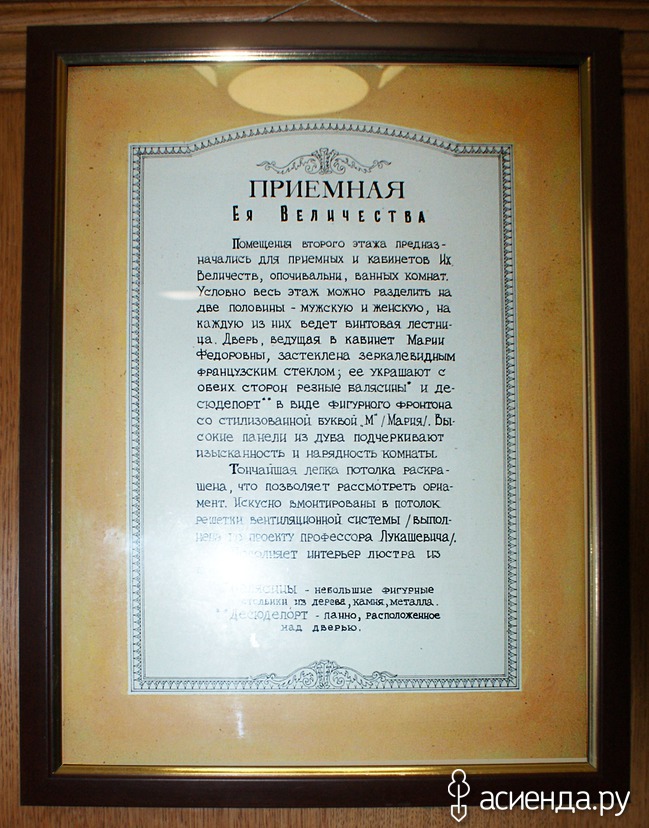 ПРИЕМНАЯ
ЕЯ ВЕЛИЧЕСТВА
Помещения второго этажа предназ-
начались для приемных и кабинетов Их
Величеств, опочивальни, ванных комнат.
Условно весь этаж можно разделить на
две половины - мужскую и женскую, на
каждую из них ведет винтовая лестни-
ца. Дверь, ведущая в кабинет Марии
Федоровны, застеклена зеркалевидным
французским стеклом; ее украшают с
обеих сторон резные балясины* и де-
сюдепорт** в виде фигурного фронтона
со стилизованной буквой „М" /Мария/. Вы-
сокие панели из дуба подчеркивают
изысканность и нарядность комнаты.
Тончайшая лепка потолка раскра-
шена, что позволяет рассмотреть орна-
мент. Искусно вмонтированы в потолок
решетки вентиляционной системы /выпол-
проекту профессора Лукашевича/.
интерьер люстра из
- небольшие фигурные
из дерева, камня, металла.
**Десюдепорт - панно, расположенное
над дверью.
асиенда.ру